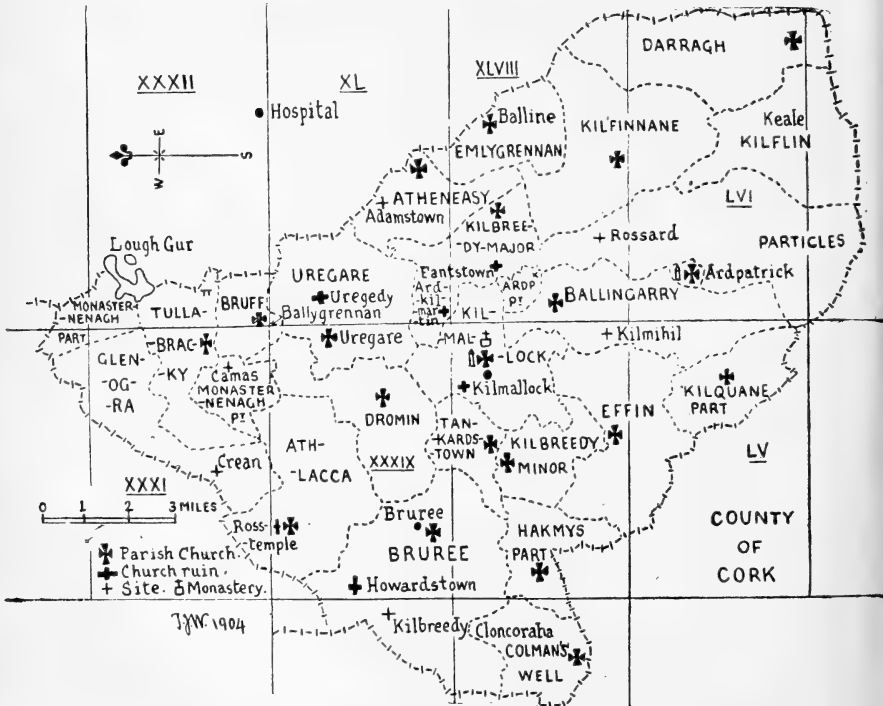 DARRAGH
XXXII
XL
XLVIII
Hospital
Balline
EMLYGRENNAN
KILFINNANE
Keale
KILFLIN
E
S
W
ATHENEASY
Adamstown
KILBREE-
DY-MAJOR
LVI
Rossard
PARTICLES
Lough Gur
UREGARE
Fantstown
Ardpatrick
MONASTER-
NENAGH
PART
TULLA-
BRUFF
Uregedy
Ballygrennan
Ard-
kil-
martin
KIL-
ARDP
PT
BALLINGARRY
-BRAC-
-KY
Uregare
MAL-
-LOCK
Kilmihil
GLEN-
-OG-
-RA
Camas
MONASTER-
-NENAGH
PT
Kilmallock
KILQUANE
PART
DROMIN
TAN-
KARDS-
TOWN
KILBREEDY
MINOR
EFFIN
ATH-
-LACCA
XXXIX
LV
Crean
XXXI
0 1 2 3 MILES
Bruree
BRUREE
HAKMYS
PART
COUNTY
OF
CORK
Ross-
temple
Parish Church.
Church ruin.
Site. Monastery.
Howardstown
T.J.W. 1904
Kilbreedy
Cloncoraha
COLMAN'S
WELL